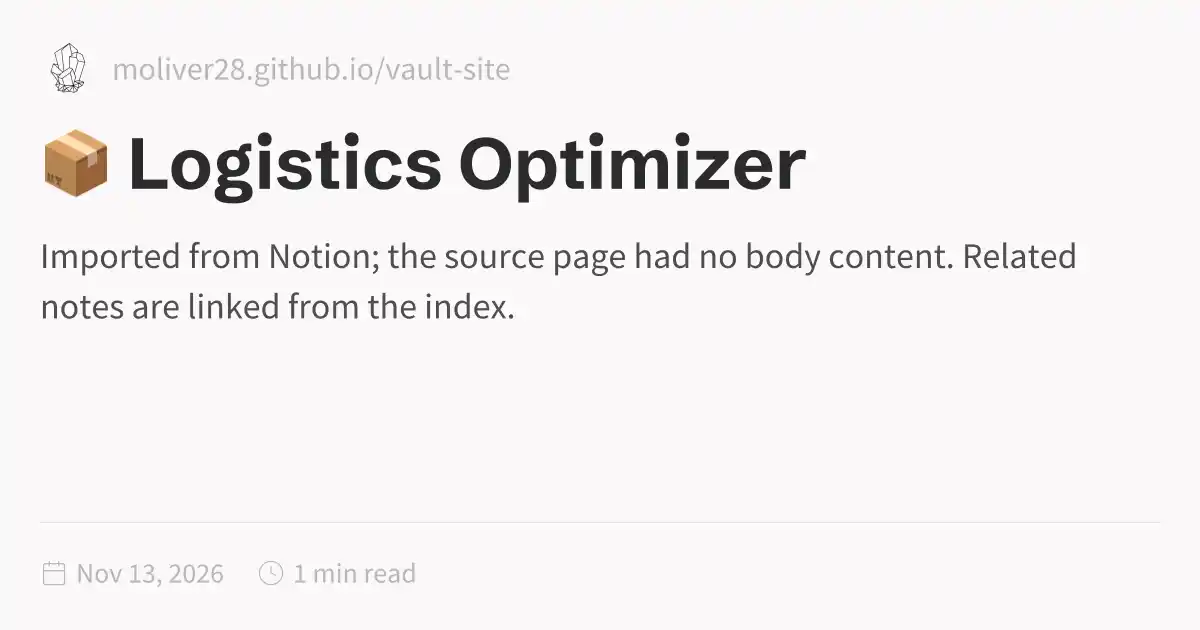 moliver28.github.io/vault-site
📦 Logistics Optimizer
Imported from Notion; the source page had no body content. Related
notes are linked from the index.
Nov 13, 2026 1 min read